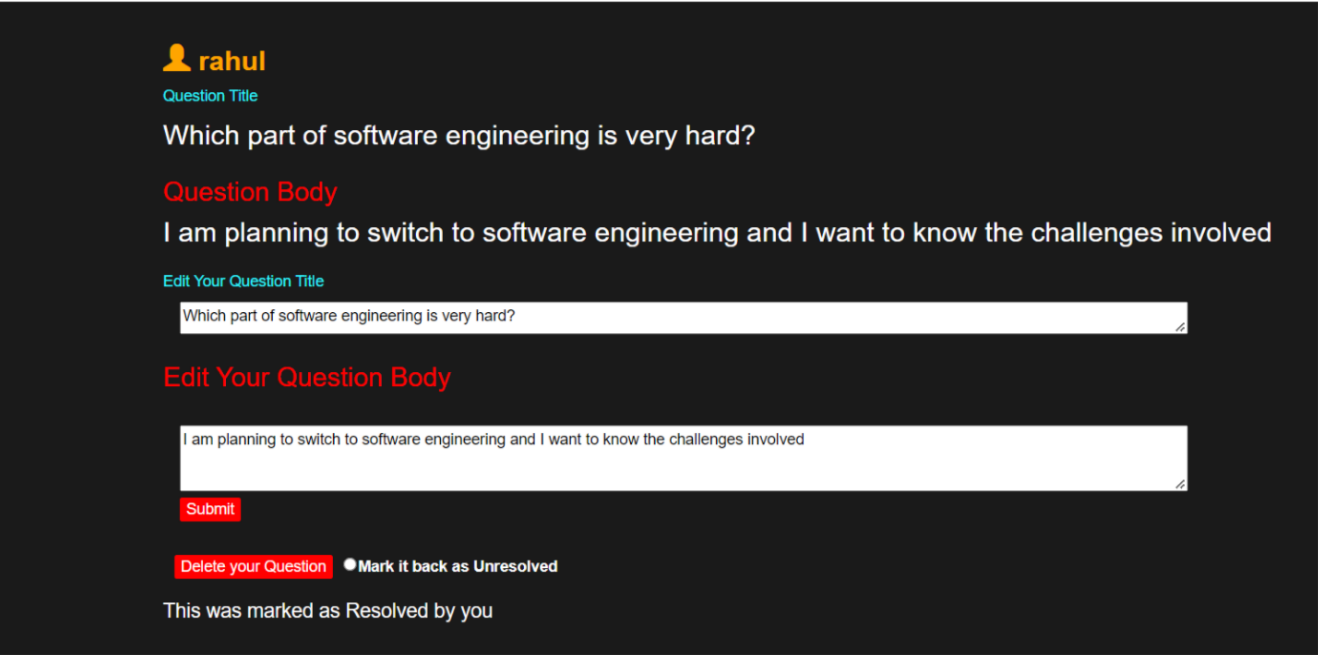 rahul
Question Title
Which part of software engineering is very hard?
Question Body
I am planning to switch to software engineering and I want to know the challenges involved
Edit Your Question Title
Which part of software engineering is very hard?
Edit Your Question Body
I am planning to switch to software engineering and I want to know the challenges involved
Submit
Delete your Question Mark it back as Unresolved
This was marked as Resolved by you